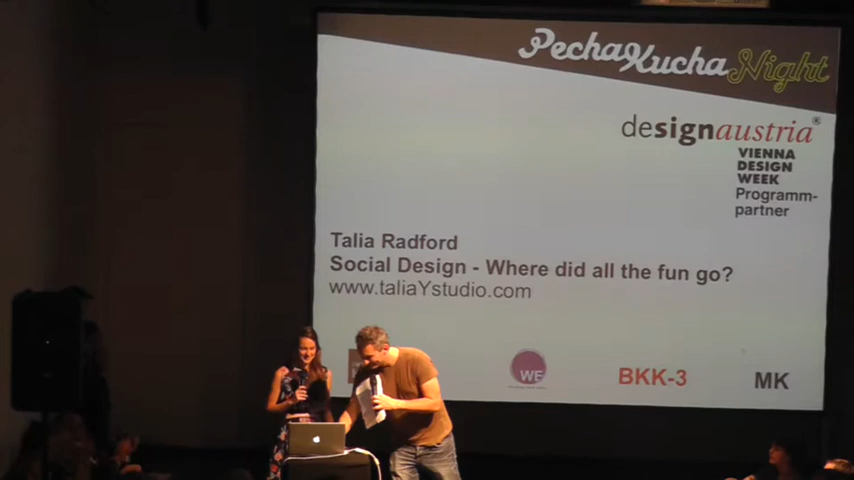 PechaKucha Night
designaustria®
VIENNA
DESIGN
WEEK
Programm-
partner
Talia Radford
Social Design - Where did all the fun go?
www.taliaYstudio.com
WE
BKK-3
MK